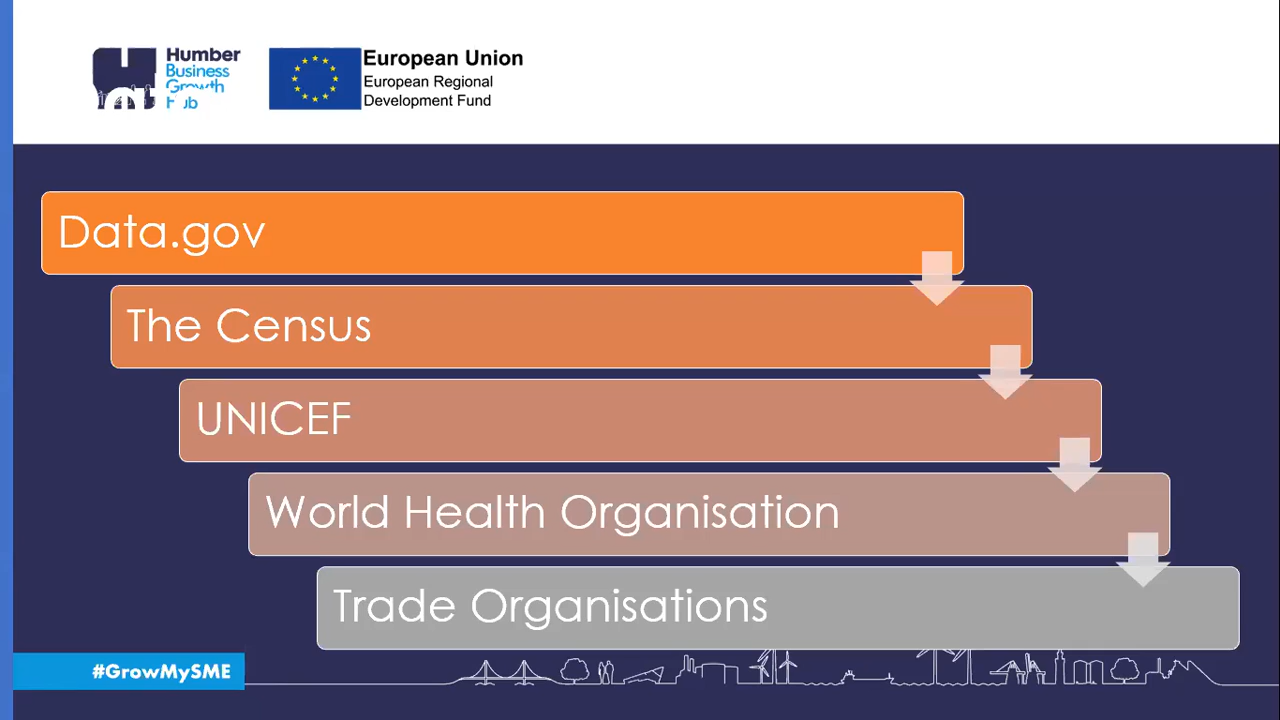 Humber
Business
Growth
Hub
European Union
European Regional
Development Fund
Data.gov
The Census
UNICEF
World Health Organisation
Trade Organisations
#GrowMySME